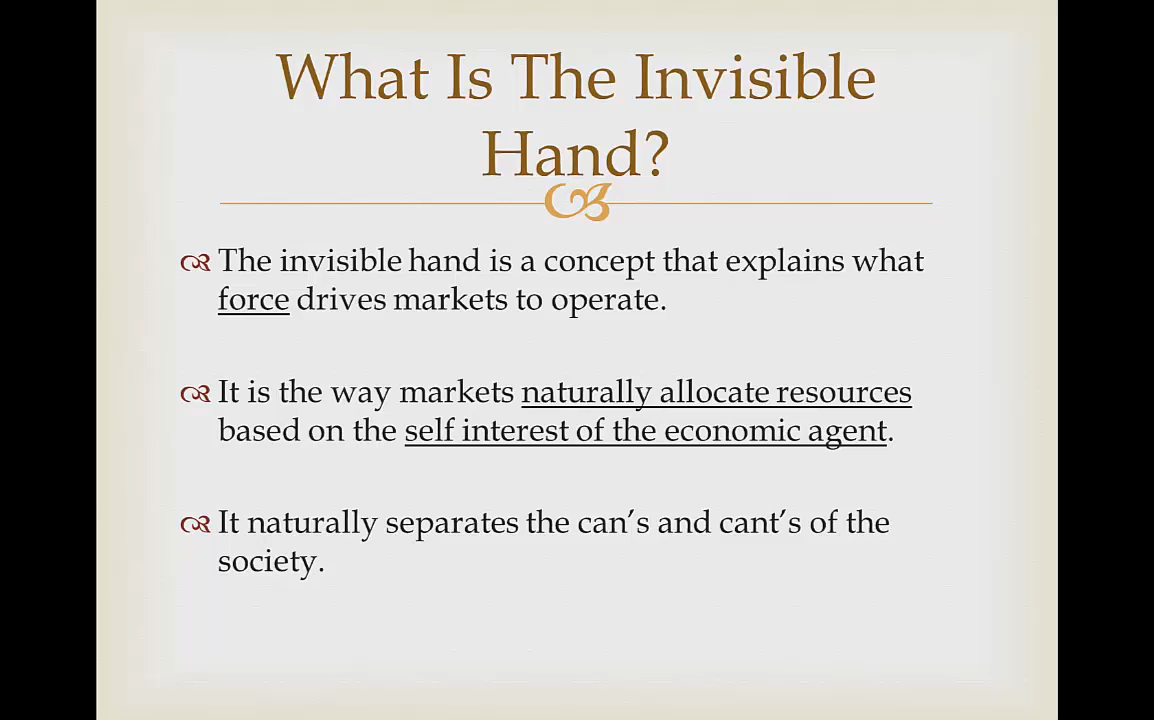 What Is The Invisible
Hand?
The invisible hand is a concept that explains what
force drives markets to operate.
It is the way markets naturally allocate resources
based on the self interest of the economic agent.
It naturally separates the can’s and cant’s of the
society.